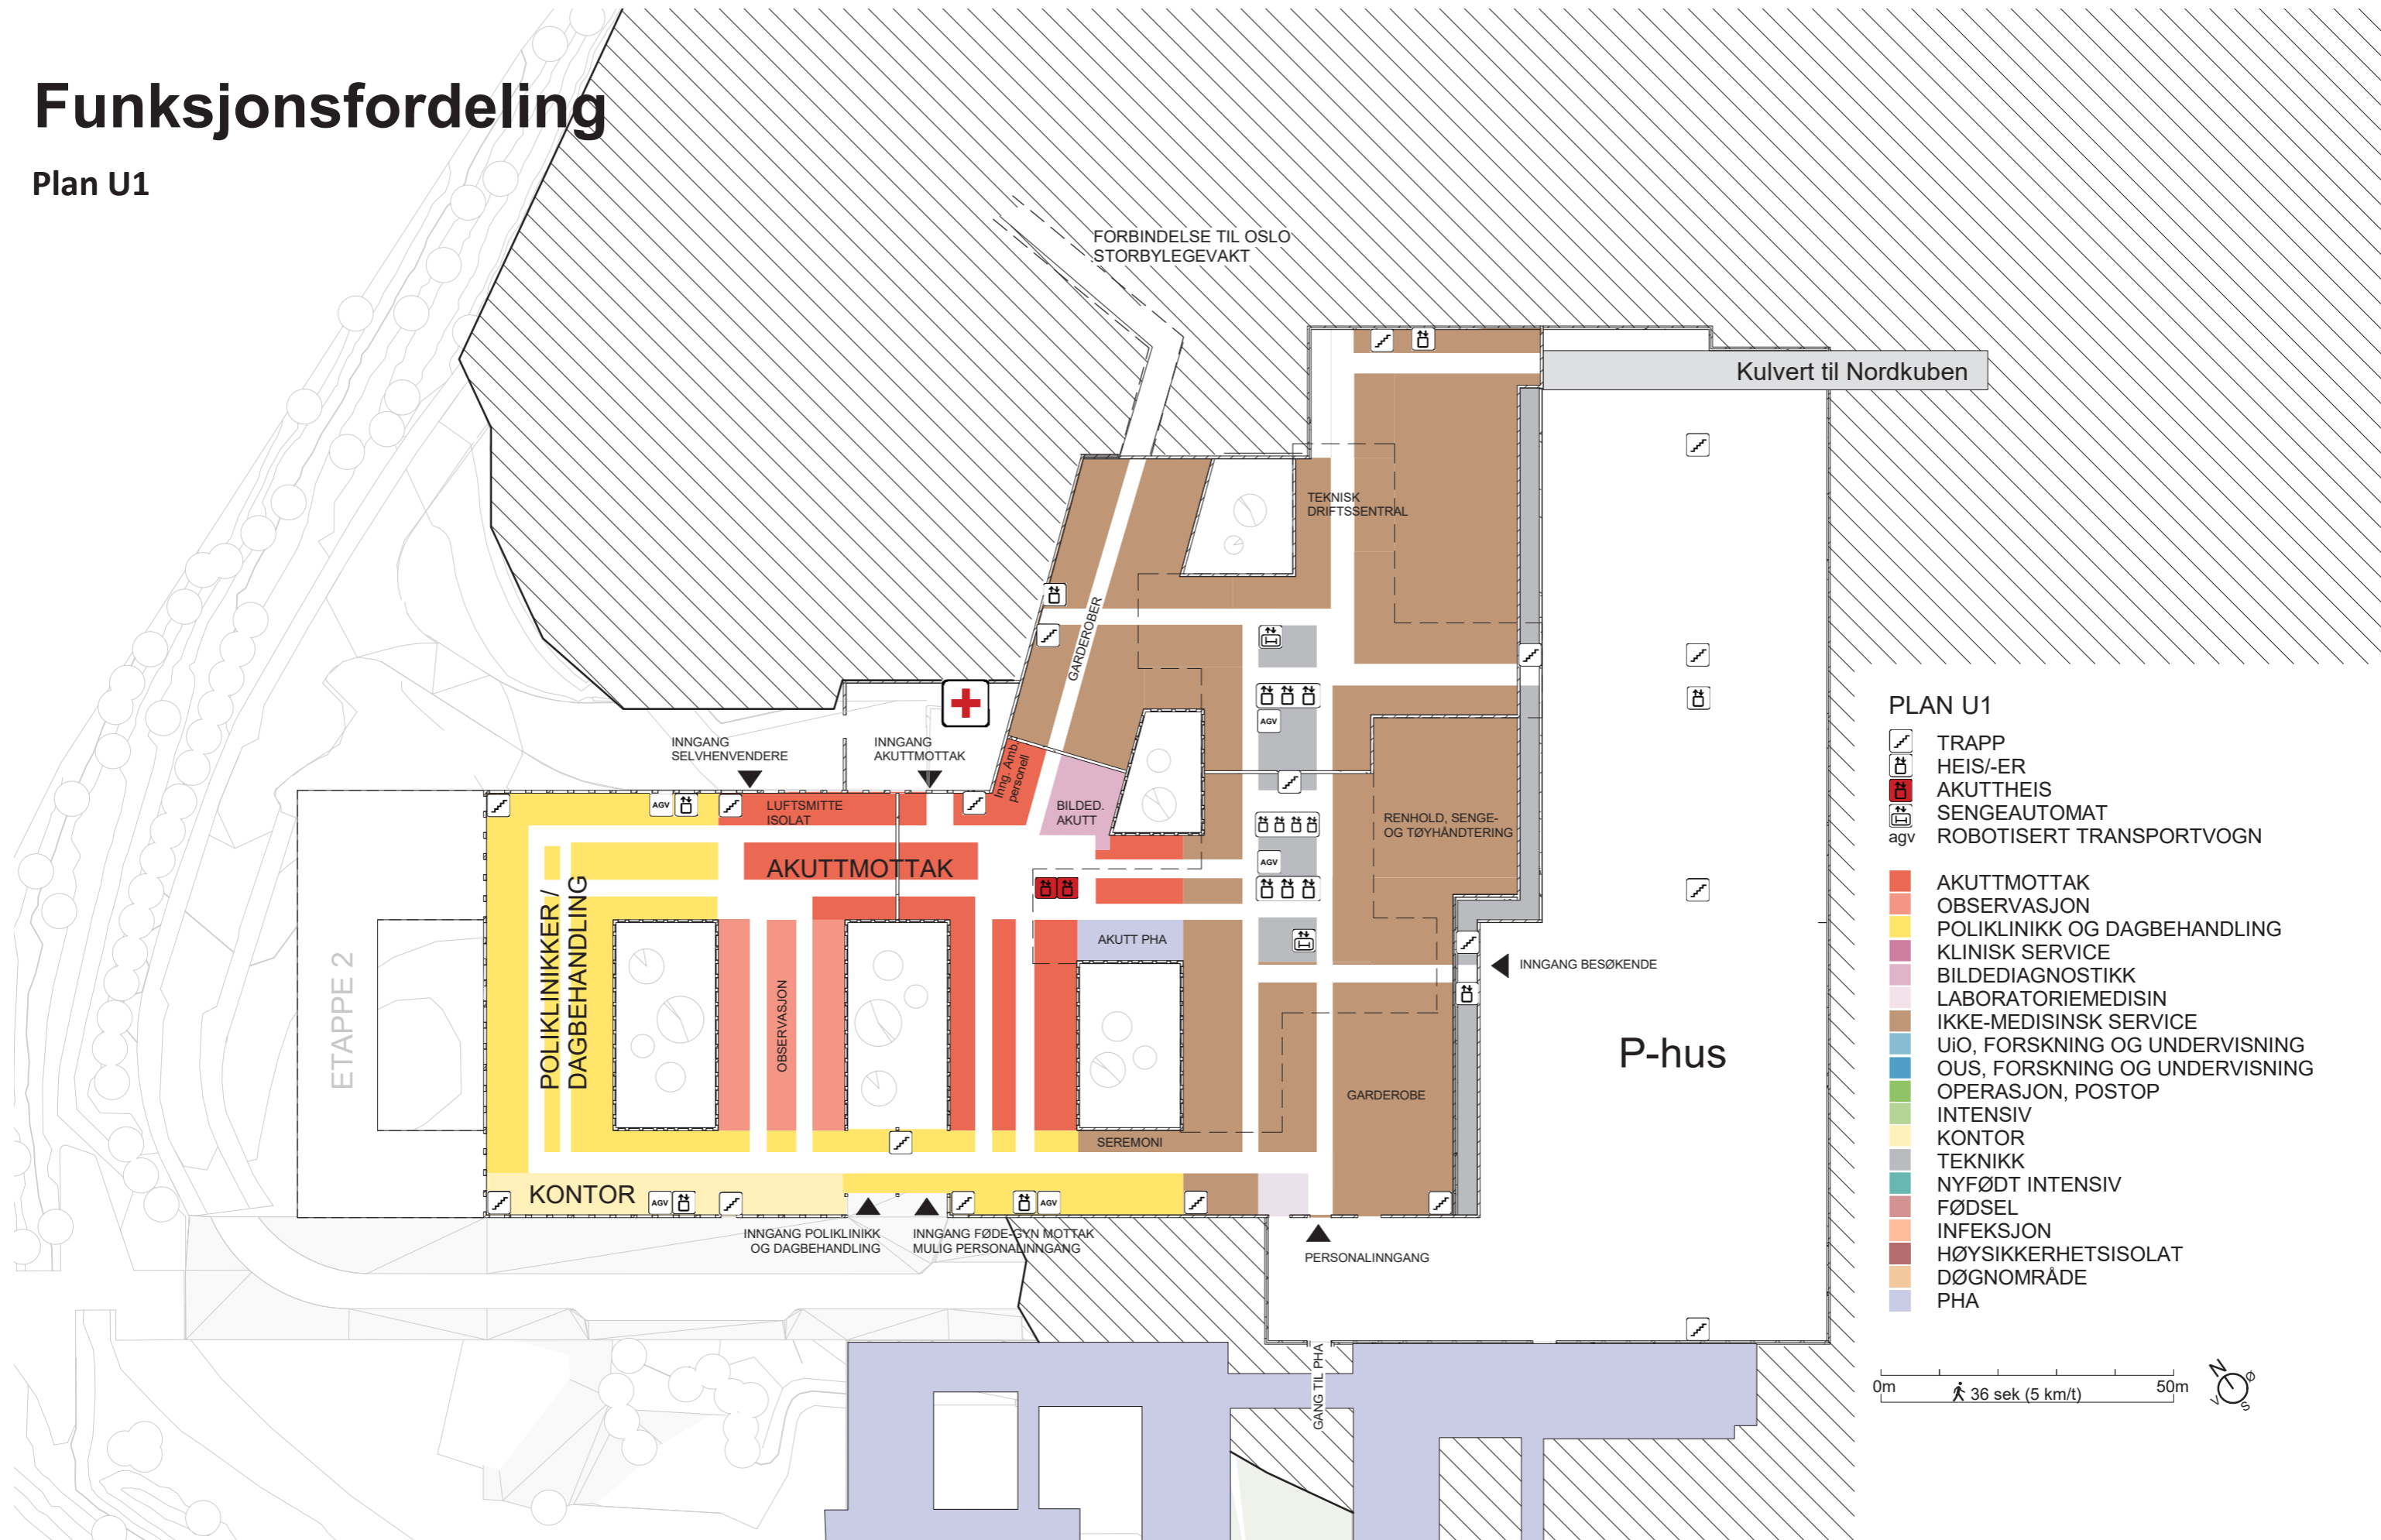 Funksjonsfordeling
Plan U1
FORBINDELSE TIL OSLO
STORBYLEGEVAKT
Kulvert til Nordkuben
TEKNISK
DRIFTSSENTRAL
GARDEROBER
INNGANG
SELVHENVENDERE
INNGANG
AKUTTMOTTAK
Inng. Amb.
personell
LUFTSMITTE
ISOLAT
BILDED.
AKUTT
AGV
AGV
AGV
RENHOLD, SENGE-
OG TØYHÅNDTERING
AKUTTMOTTAK
POLIKLINIKKER /
DAGBEHANDLING
ETAPPE 2
OBSERVASJON
AKUTT PHA
INNGANG BESØKENDE
P-hus
GARDEROBE
SEREMONI
KONTOR
AGV
AGV
INNGANG POLIKLINIKK
OG DAGBEHANDLING
INNGANG FØDE-GYN MOTTAK
MULIG PERSONALINNGANG
PERSONALINNGANG
GANG TIL PHA
PLAN U1
TRAPP
HEIS/-ER
AKUTTHEIS
SENGEAUTOMAT
agv ROBOTISERT TRANSPORTVOGN
AKUTTMOTTAK
OBSERVASJON
POLIKLINIKK OG DAGBEHANDLING
KLINISK SERVICE
BILDEDIAGNOSTIKK
LABORATORIEMEDISIN
IKKE-MEDISINSK SERVICE
UiO, FORSKNING OG UNDERVISNING
OUS, FORSKNING OG UNDERVISNING
OPERASJON, POSTOP
INTENSIV
KONTOR
TEKNIKK
NYFØDT INTENSIV
FØDSEL
INFEKSJON
HØYSIKKERHETSISOLAT
DØGNOMRÅDE
PHA
0m 36 sek (5 km/t) 50m
N
Ø
V
S